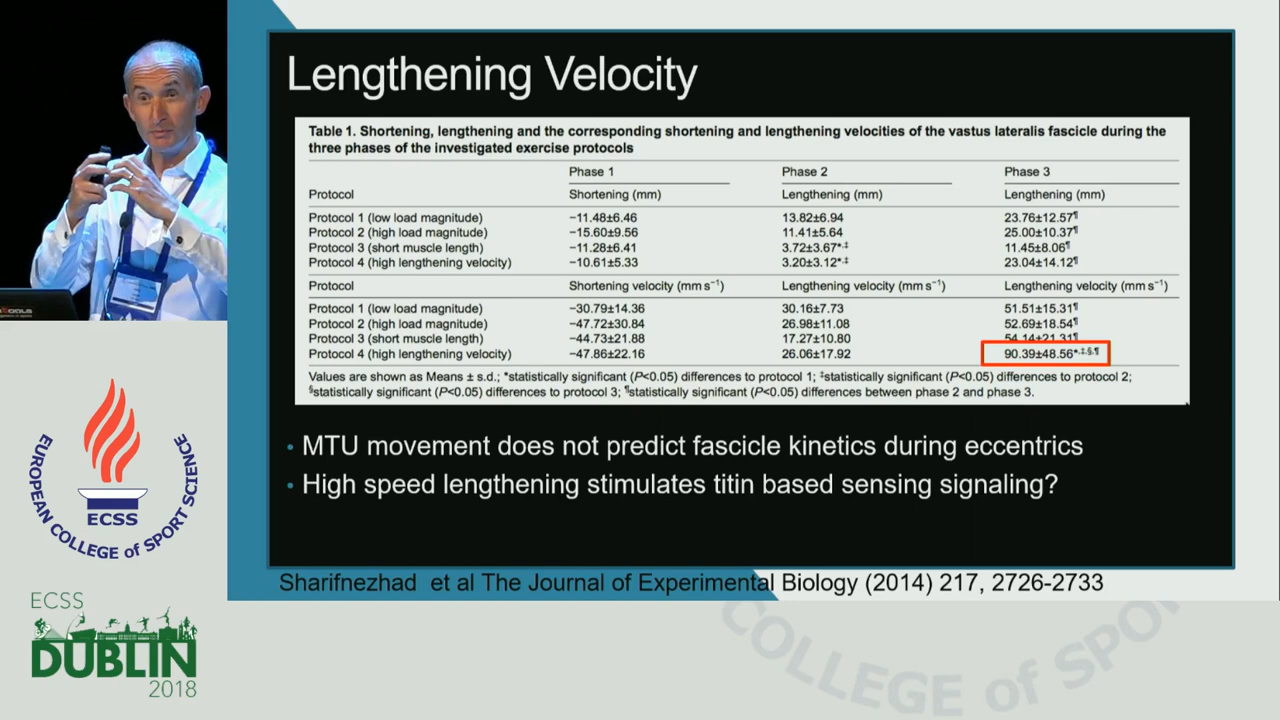 Lengthening Velocity
Table 1. Shortening, lengthening and the corresponding shortening and lengthening velocities of the vastus lateralis fascicle during the
three phases of the investigated exercise protocols
Phase 1 Phase 2 Phase 3
Protocol Shortening (mm) Lengthening (mm) Lengthening (mm)
Protocol 1 (low load magnitude) −11.48±6.46 13.82±6.94 23.76±12.57¶
Protocol 2 (high load magnitude) −15.60±9.56 11.41±5.64 25.00±10.37¶
Protocol 3 (short muscle length) −11.28±6.41 3.72±3.67*,‡ 11.45±8.06¶
Protocol 4 (high lengthening velocity) −10.61±5.33 3.20±3.12*,‡ 23.04±14.12¶
Protocol Shortening velocity (mm s⁻¹) Lengthening velocity (mm s⁻¹) Lengthening velocity (mm s⁻¹)
Protocol 1 (low load magnitude) −30.79±14.36 30.16±7.73 51.51±15.31¶
Protocol 2 (high load magnitude) −47.72±30.84 26.98±11.08 52.69±18.54¶
Protocol 3 (short muscle length) −44.73±21.88 17.27±10.80 54.14±21.31¶
Protocol 4 (high lengthening velocity) −47.86±22.16 26.06±17.92 90.39±48.56*,‡,§,¶
Values are shown as Means ± s.d.; *statistically significant (P<0.05) differences to protocol 1; ‡statistically significant (P<0.05) differences to protocol 2;
§statistically significant (P<0.05) differences to protocol 3; ¶statistically significant (P<0.05) differences between phase 2 and phase 3.
• MTU movement does not predict fascicle kinetics during eccentrics
• High speed lengthening stimulates titin based sensing signaling?
Sharifnezhad et al The Journal of Experimental Biology (2014) 217, 2726-2733
EUROPEAN COLLEGE of SPORT SCIENCE
ECSS
ECSS
DUBLIN
2018
COLLEGE of SPOR